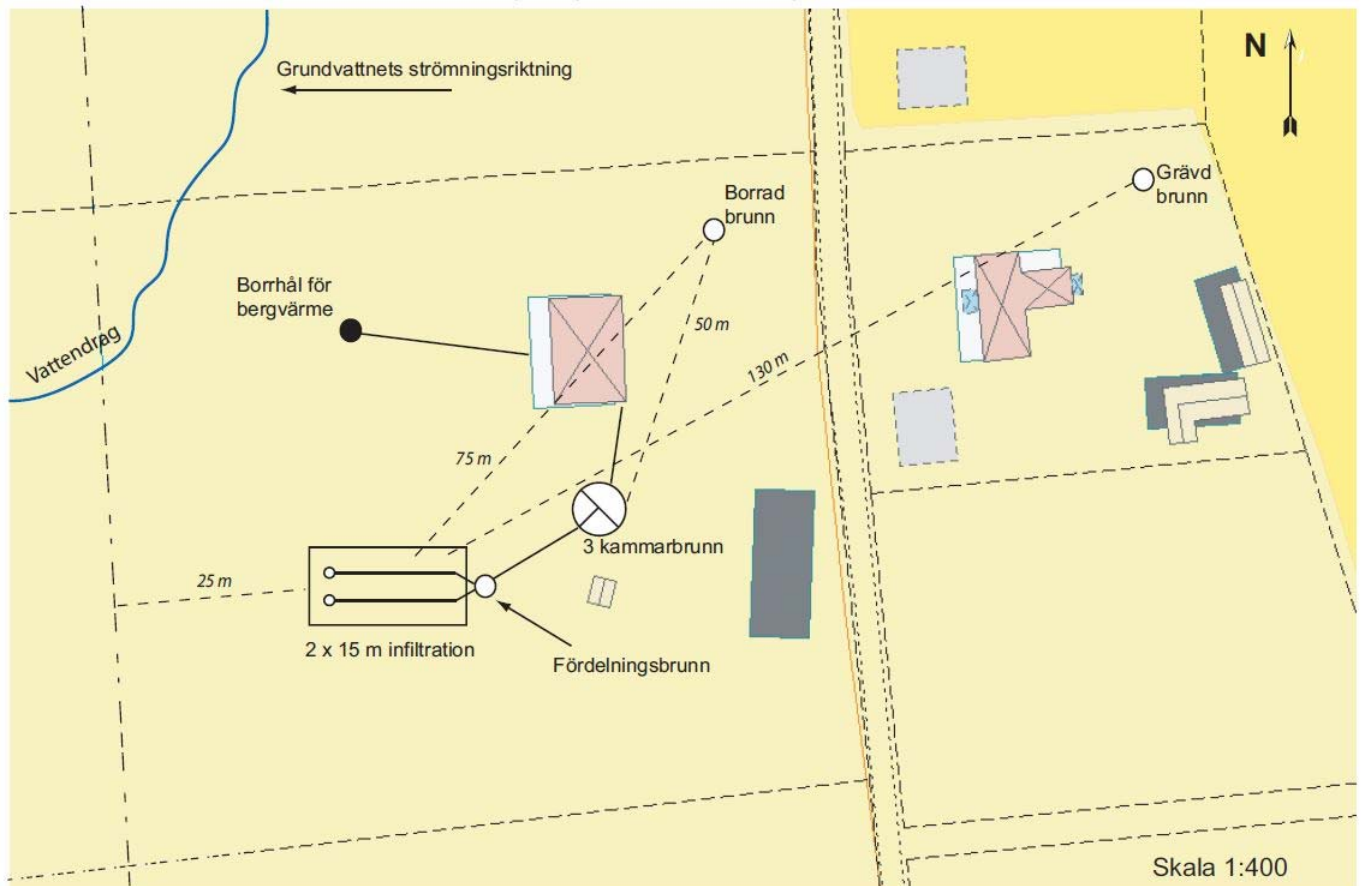 Grundvattnets strömningsriktning
N
Borrad
brunn
Grävd
brunn
Borrhål för
bergvärme
Vattendrag
50 m
130 m
75 m
3 kammarbrunn
25 m
2 x 15 m infiltration
Fördelningsbrunn
Skala 1:400